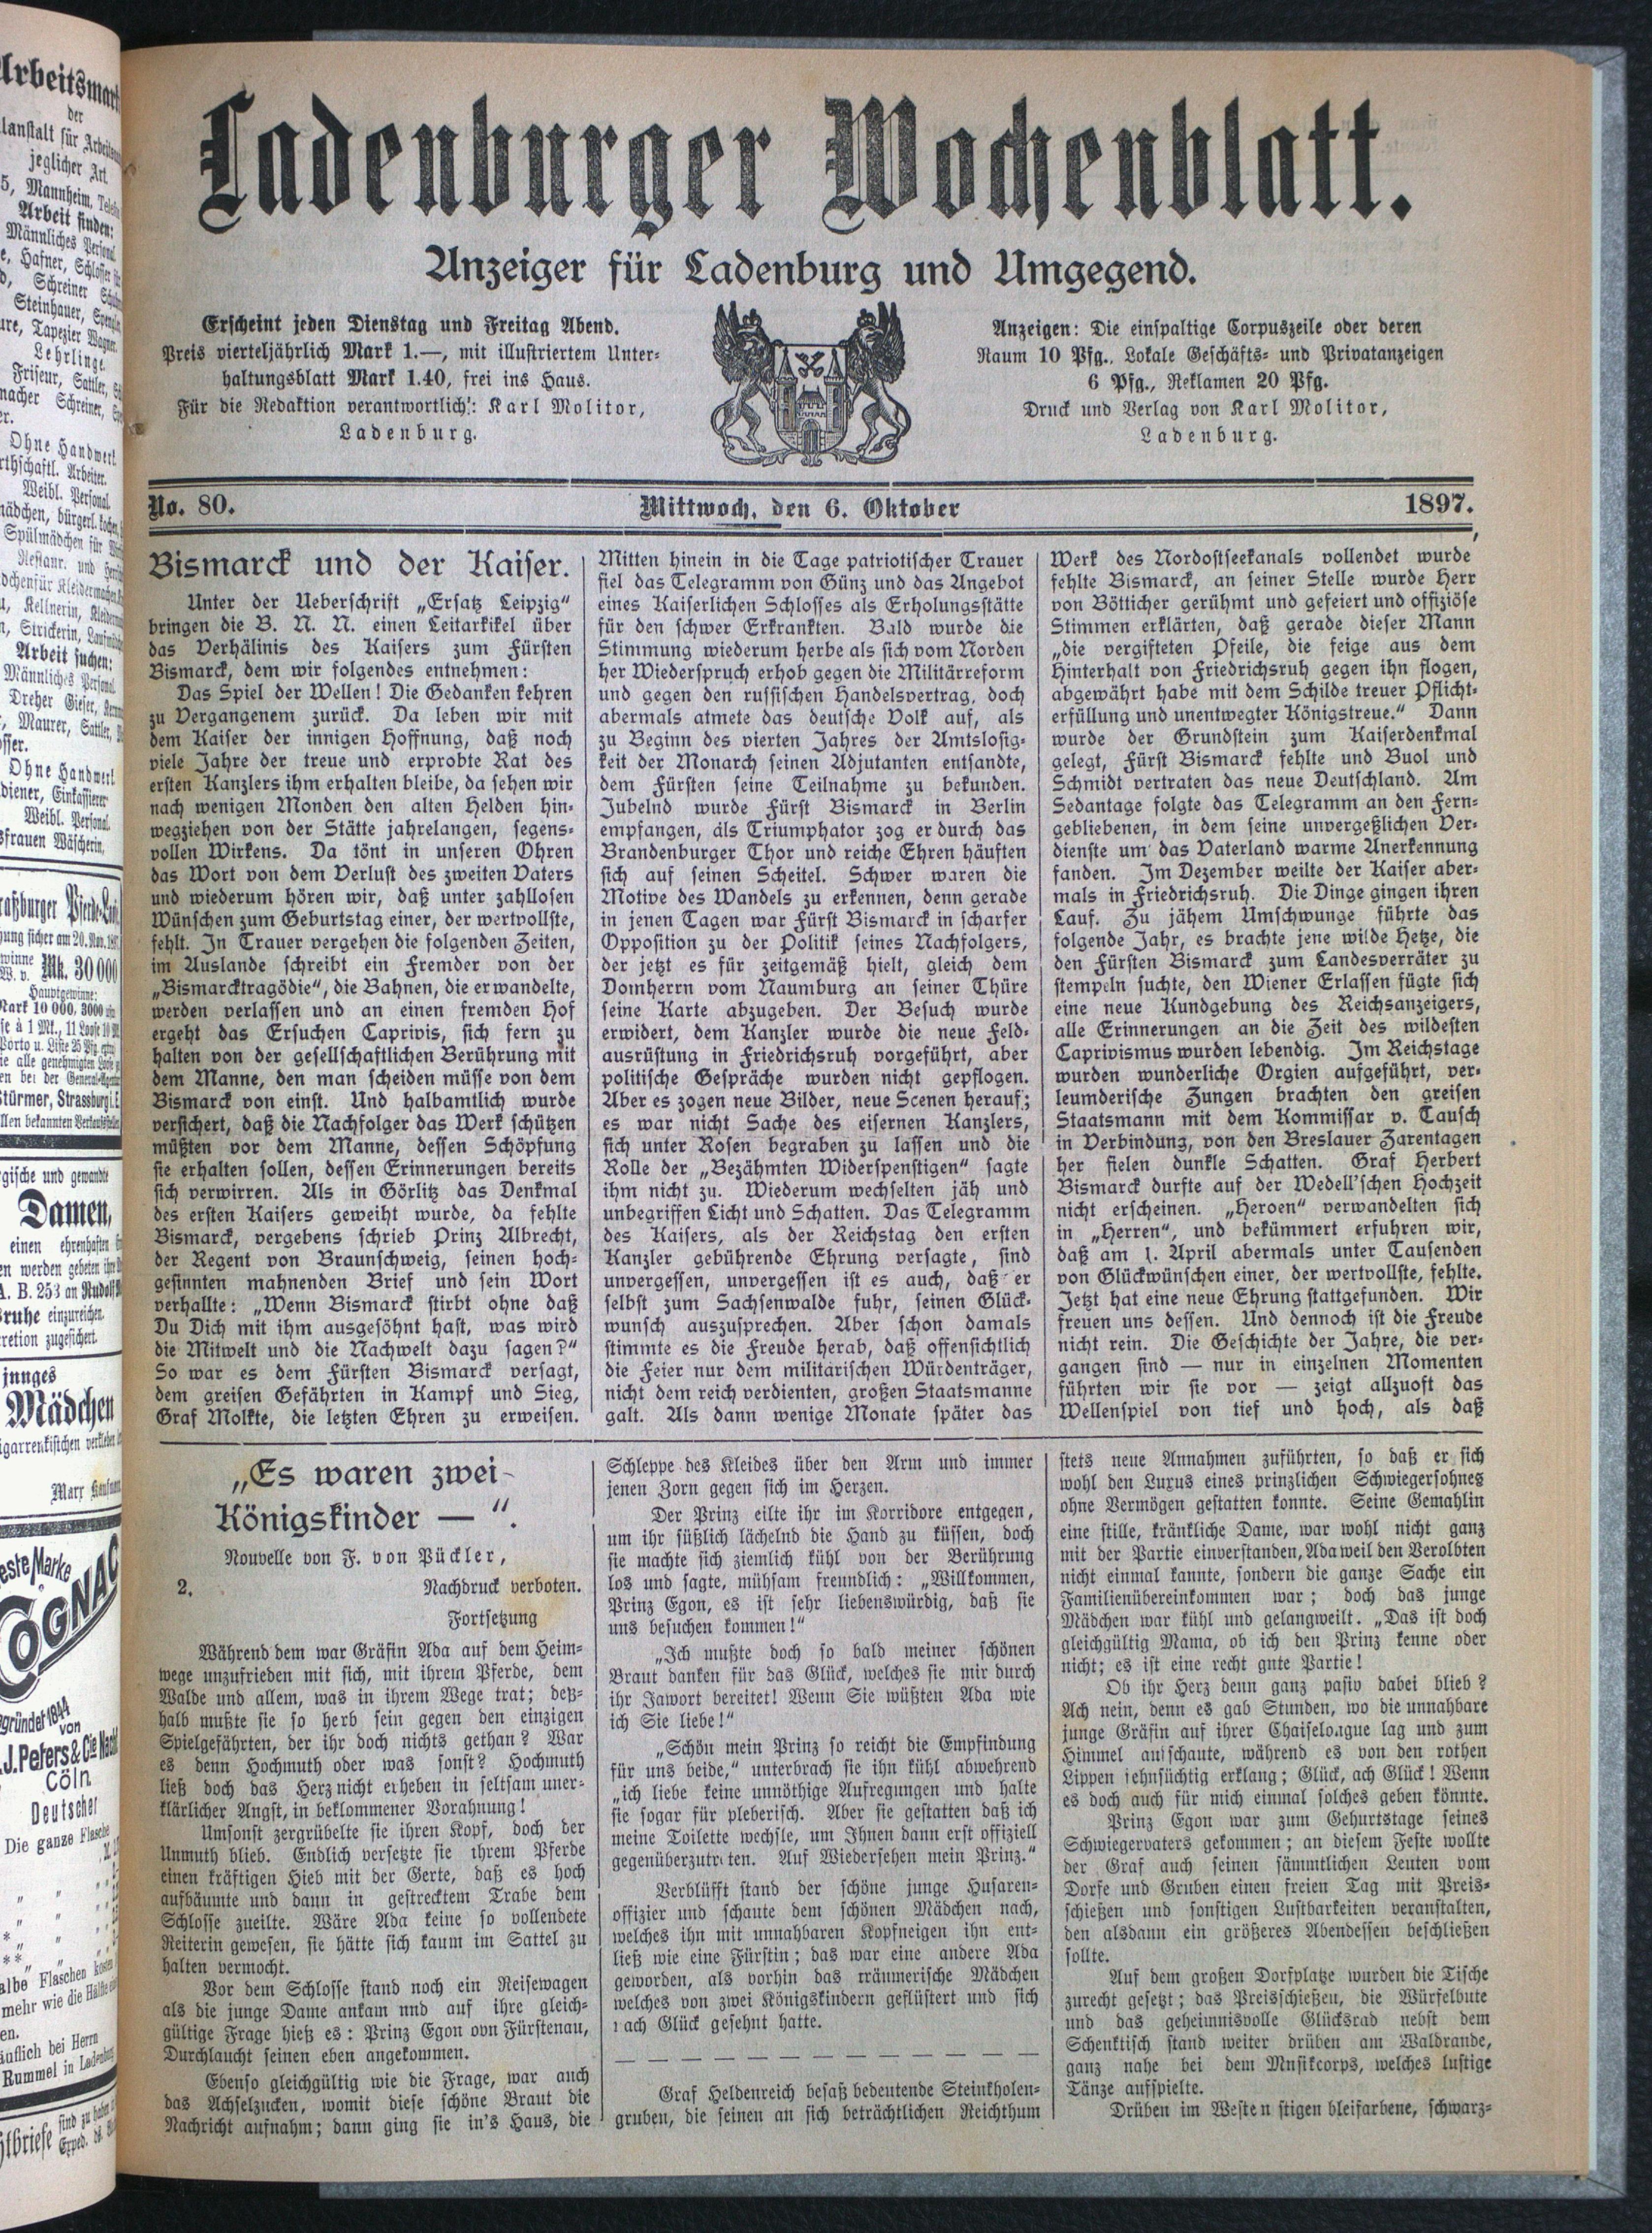 Ladenburger Wochenblatt.
Anzeiger für Ladenburg und Umgegend.
Erscheint jeden Dienstag und Freitag Abend.
Preis vierteljährlich Mark 1.—, mit illustriertem Unter-
haltungsblatt Mark 1.40, frei ins Haus.
Für die Redaktion verantwortlich: Karl Molitor,
Ladenburg.
Anzeigen: Die einspaltige Corpuszeile oder deren
Raum 10 Pfg., Lokale Geschäfts- und Privatanzeigen
6 Pfg., Reklamen 20 Pfg.
Druck und Verlag von Karl Molitor,
Ladenburg.
No. 80.
Mittwoch, den 6. Oktober
1897.
Bismarck und der Kaiser.
Unter der Ueberschrift „Ersatz Leipzig“
bringen die B. N. N. einen Leitartikel über
das Verhälinis des Kaisers zum Fürsten
Bismarck, dem wir folgendes entnehmen:
Das Spiel der Wellen! Die Gedanken kehren
zu Vergangenem zurück. Da leben wir mit
dem Kaiser der innigen Hoffnung, daß noch
viele Jahre der treue und erprobte Rat des
ersten Kanzlers ihm erhalten bleibe, da sehen wir
nach wenigen Monden den alten Helden hin-
wegziehen von der Stätte jahrelangen, segens-
vollen Wirkens. Da tönt in unseren Ohren
das Wort von dem Verlust des zweiten Vaters
und wiederum hören wir, daß unter zahllosen
Wünschen zum Geburtstag einer, der wertvollste,
fehlt. In Trauer vergehen die folgenden Zeiten,
im Auslande schreibt ein Fremder von der
„Bismarcktragödie“, die Bahnen, die er wandelte,
werden verlassen und an einen fremden Hof
ergeht das Ersuchen Caprivis, sich fern zu
halten von der gesellschaftlichen Berührung mit
dem Manne, den man scheiden müsse von dem
Bismarck von einst. Und halbamtlich wurde
versichert, daß die Nachfolger das Werk schützen
müßten vor dem Manne, dessen Schöpfung
sie erhalten sollen, dessen Erinnerungen bereits
sich verwirren. Als in Görlitz das Denkmal
des ersten Kaisers geweiht wurde, da fehlte
Bismarck, vergebens schrieb Prinz Albrecht,
der Regent von Braunschweig, seinen hoch-
gesinnten mahnenden Brief und sein Wort
verhallte: „Wenn Bismarck stirbt ohne daß
Du Dich mit ihm ausgesöhnt hast, was wird
die Mitwelt und die Nachwelt dazu sagen?“
So war es dem Fürsten Bismarck versagt,
dem greisen Gefährten in Kampf und Sieg,
Graf Molkte, die letzten Ehren zu erweisen.
Mitten hinein in die Tage patriotischer Trauer
fiel das Telegramm von Günz und das Angebot
eines Kaiserlichen Schlosses als Erholungsstätte
für den schwer Erkrankten. Bald wurde die
Stimmung wiederum herbe als sich vom Norden
her Wiederspruch erhob gegen die Militärreform
und gegen den russischen Handelsvertrag, doch
abermals atmete das deutsche Volk auf, als
zu Beginn des vierten Jahres der Amtslosig-
keit der Monarch seinen Adjutanten entsandte,
dem Fürsten seine Teilnahme zu bekunden.
Jubelnd wurde Fürst Bismarck in Berlin
empfangen, als Triumphator zog er durch das
Brandenburger Thor und reiche Ehren häuften
sich auf seinen Scheitel. Schwer waren die
Motive des Wandels zu erkennen, denn gerade
in jenen Tagen war Fürst Bismarck in scharfer
Opposition zu der Politik seines Nachfolgers,
der jetzt es für zeitgemäß hielt, gleich dem
Domherrn vom Naumburg an seiner Thüre
seine Karte abzugeben. Der Besuch wurde
erwidert, dem Kanzler wurde die neue Feld-
ausrüstung in Friedrichsruh vorgeführt, aber
politische Gespräche wurden nicht gepflogen.
Aber es zogen neue Bilder, neue Scenen herauf;
es war nicht Sache des eisernen Kanzlers,
sich unter Rosen begraben zu lassen und die
Rolle der „Bezähmten Widerspenstigen“ sagte
ihm nicht zu. Wiederum wechselten jäh und
unbegriffen Licht und Schatten. Das Telegramm
des Kaisers, als der Reichstag den ersten
Kanzler gebührende Ehrung versagte, sind
unvergessen, unvergessen ist es auch, daß er
selbst zum Sachsenwalde fuhr, seinen Glück-
wunsch auszusprechen. Aber schon damals
stimmte es die Freude herab, daß offensichtlich
die Feier nur dem militärischen Würdenträger,
nicht dem reich verdienten, großen Staatsmanne
galt. Als dann wenige Monate später das
Werk des Nordostseekanals vollendet wurde
fehlte Bismarck, an seiner Stelle wurde Herr
von Bötticher gerühmt und gefeiert und offiziöse
Stimmen erklärten, daß gerade dieser Mann
„die vergifteten Pfeile, die feige aus dem
Hinterhalt von Friedrichsruh gegen ihn flogen,
abgewährt habe mit dem Schilde treuer Pflicht-
erfüllung und unentwegter Königstreue.“ Dann
wurde der Grundstein zum Kaiserdenkmal
gelegt, Fürst Bismarck fehlte und Buol und
Schmidt vertraten das neue Deutschland. Am
Sedantage folgte das Telegramm an den Fern-
gebliebenen, in dem seine unvergeßlichen Ver-
dienste um das Vaterland warme Anerkennung
fanden. Im Dezember weilte der Kaiser aber-
mals in Friedrichsruh. Die Dinge gingen ihren
Lauf. Zu jähem Umschwunge führte das
folgende Jahr, es brachte jene wilde Hetze, die
den Fürsten Bismarck zum Landesverräter zu
stempeln suchte, den Wiener Erlassen fügte sich
eine neue Kundgebung des Reichsanzeigers,
alle Erinnerungen an die Zeit des wildesten
Caprivismus wurden lebendig. Im Reichstage
wurden wunderliche Orgien aufgeführt, ver-
leumderische Zungen brachten den greisen
Staatsmann mit dem Kommissar v. Tausch
in Verbindung, von den Breslauer Zarentagen
her fielen dunkle Schatten. Graf Herbert
Bismarck durfte auf der Wedell'schen Hochzeit
nicht erscheinen. „Heroen“ verwandelten sich
in „Herren“, und bekümmert erfuhren wir,
daß am 1. April abermals unter Tausenden
von Glückwünschen einer, der wertvollste, fehlte.
Jetzt hat eine neue Ehrung stattgefunden. Wir
freuen uns dessen. Und dennoch ist die Freude
nicht rein. Die Geschichte der Jahre, die ver-
gangen sind — nur in einzelnen Momenten
führten wir sie vor — zeigt allzuoft das
Wellenspiel von tief und hoch, als daß
„Es waren zwei
Königskinder — “.
Nouvelle von F. von Pückler,
2.
Nachdruck verboten.
Fortsetzung
Während dem war Gräfin Ada auf dem Heim-
wege unzufrieden mit sich, mit ihrem Pferde, dem
Walde und allem, was in ihrem Wege trat; deß-
halb mußte sie so herb sein gegen den einzigen
Spielgefährten, der ihr doch nichts gethan? War
es denn Hochmuth oder was sonst? Hochmuth
ließ doch das Herz nicht erheben in seltsam uner-
klärlicher Angst, in beklommener Vorahnung!
Umsonst zergrübelte sie ihren Kopf, doch der
Unmuth blieb. Endlich versetzte sie ihrem Pferde
einen kräftigen Hieb mit der Gerte, daß es hoch
aufbäumte und dann in gestrecktem Trabe dem
Schlosse zueilte. Wäre Ada keine so vollendete
Reiterin gewesen, sie hätte sich kaum im Sattel zu
halten vermocht.
Vor dem Schlosse stand noch ein Reisewagen
als die junge Dame ankam nnd auf ihre gleich-
gültige Frage hieß es: Prinz Egon ovn Fürstenau,
Durchlaucht seinen eben angekommen.
Ebenso gleichgültig wie die Frage, war auch
das Achselzucken, womit diese schöne Braut die
Nachricht aufnahm; dann ging sie in's Haus, die
Schleppe des Kleides über den Arm und immer
jenen Zorn gegen sich im Herzen.
Der Prinz eilte ihr im Korridore entgegen,
um ihr süßlich lächelnd die Hand zu küssen, doch
sie machte sich ziemlich kühl von der Berührung
los und sagte, mühsam freundlich: „Willkommen,
Prinz Egon, es ist sehr liebenswürdig, daß sie
uns besuchen kommen!“
„Ich mußte doch so bald meiner schönen
Braut danken für das Glück, welches sie mir durch
ihr Jawort bereitet! Wenn Sie wüßten Ada wie
ich Sie liebe!“
„Schön mein Prinz so reicht die Empfindung
für uns beide,“ unterbrach sie ihn kühl abwehrend
„ich liebe keine unnöthige Aufregungen und halte
sie sogar für pleberisch. Aber sie gestatten daß ich
meine Toilette wechsle, um Ihnen dann erst offiziell
gegenüberzutreten. Auf Wiedersehen mein Prinz.“
Verblüfft stand der schöne junge Husaren-
offizier und schaute dem schönen Mädchen nach,
welches ihn mit unnahbaren Kopfneigen ihn ent-
ließ wie eine Fürstin; das war eine andere Ada
geworden, als vorhin das träumerische Mädchen
welches von zwei Königskindern geflüstert und sich
nach Glück gesehnt hatte.
— — — — — — — — — — — —
Graf Heldenreich besaß bedeutende Steinkholen-
gruben, die seinen an sich beträchtlichen Reichthum
stets neue Annahmen zuführten, so daß er sich
wohl den Luxus eines prinzlichen Schwiegersohnes
ohne Vermögen gestatten konnte. Seine Gemahlin
eine stille, kränkliche Dame, war wohl nicht ganz
mit der Partie einverstanden, Ada weil den Verolbten
nicht einmal kannte, sondern die ganze Sache ein
Familienübereinkommen war; doch das junge
Mädchen war kühl und gelangweilt. „Das ist doch
gleichgültig Mama, ob ich den Prinz kenne oder
nicht; es ist eine recht gnte Partie!
Ob ihr Herz denn ganz pasiv dabei blieb?
Ach nein, denn es gab Stunden, wo die unnahbare
junge Gräfin auf ihrer Chaiselongue lag und zum
Himmel aufschaute, während es von den rothen
Lippen sehnsüchtig erklang; Glück, ach Glück! Wenn
es doch auch für mich einmal solches geben könnte.
Prinz Egon war zum Gehurtstage seines
Schwiegervaters gekommen; an diesem Feste wollte
der Graf auch seinen sämmtlichen Leuten vom
Dorfe und Gruben einen freien Tag mit Preis-
schießen und sonstigen Lustbarkeiten veranstalten,
den alsdann ein größeres Abendessen beschließen
sollte.
Auf dem großen Dorfplatze wurden die Tische
zurecht gesetzt; das Preisschießen, die Würfelbute
und das geheimnisvolle Glücksrad nebst dem
Schenktisch stand weiter drüben am Waldrande,
ganz nahe bei dem Mnsikcorps, welches lustige
Tänze aufspielte.
Drüben im Westen stigen bleifarbene, schwarz-
der
jeglicher Art.
5, Mannheim,
Arbeit finden:
Männliches Personal.
Lehrlinge.
Friseur, Sattler,
Ohne Handwerk.
Weibl. Personal.
Arbeit suchen:
Männliches Personal.
Ohne Handwerk
Weibl. Personal.
Mk. 30000
Hauptgewinne:
Stürmer, Strassburg i. E.
Damen,
einen ehrenhaften
A. B. 253 an
einzureichen.
junges
Mädchen
Marke
COGNAC
1844
von
J. Peters & Cie
Cöln.
Deutscher
Die ganze Flasche
Flaschen
mehr wie die Hälfte
bei Herrn
Rummel in Ladenburg